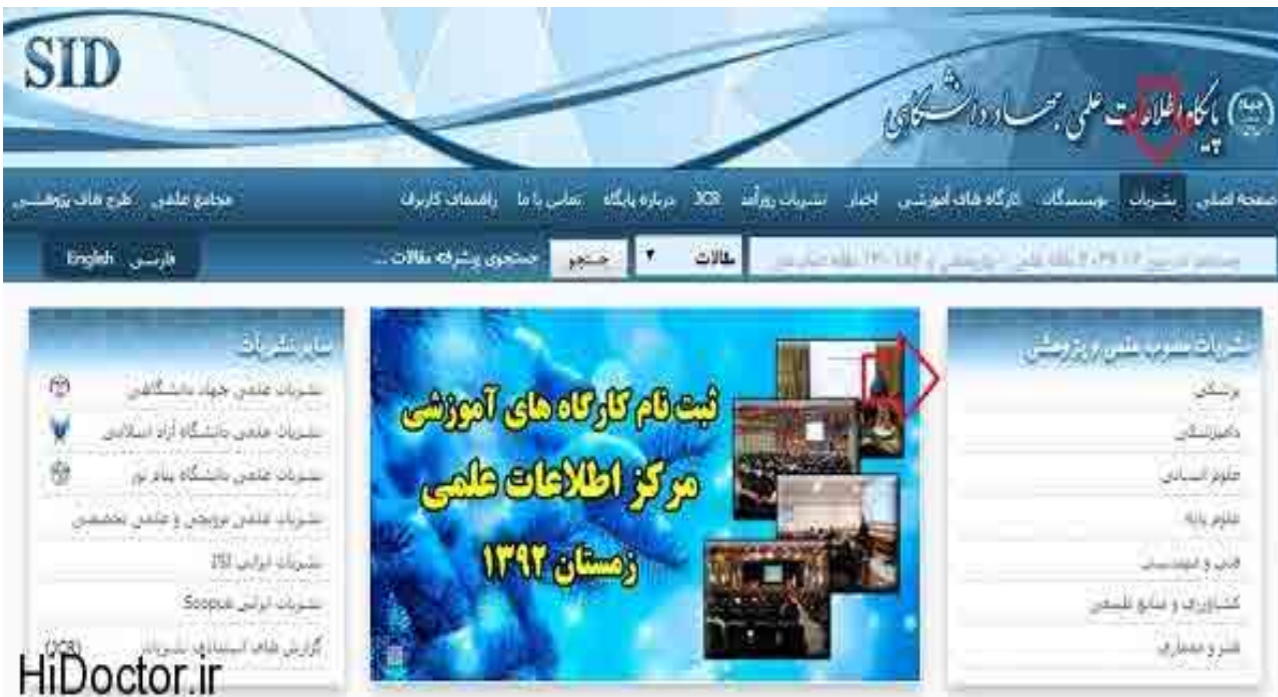 SID
پایگاه اطلاعات علمی جهاد دانشگاهی
صفحه اصلی نشریات نویسندگان کارگاه های آموزشی اخبار نشریات روزآمد JCR درباره پایگاه تماس با ما راهنمای کاربران مجامع علمی طرح های پژوهشی
مقالات جستجو جستجوی پیشرفته مقالات ... فارسی English
نشریات مصوب علمی و پژوهشی
پزشکی
دامپزشکی
علوم انسانی
علوم پایه
فنی و مهندسی
کشاورزی و منابع طبیعی
هنر و معماری
ثبت نام کارگاه های آموزشی
مرکز اطلاعات علمی
زمستان ۱۳۹۲
سایر نشریات
نشریات علمی جهاد دانشگاهی
نشریات علمی دانشگاه آزاد اسلامی
نشریات علمی دانشگاه پیام نور
نشریات علمی ترویجی و علمی تخصصی
نشریات ایرانی ISI
نشریات ایرانی Scopus
گزارش های استنادی نشریات (JCR)
HiDoctor.ir